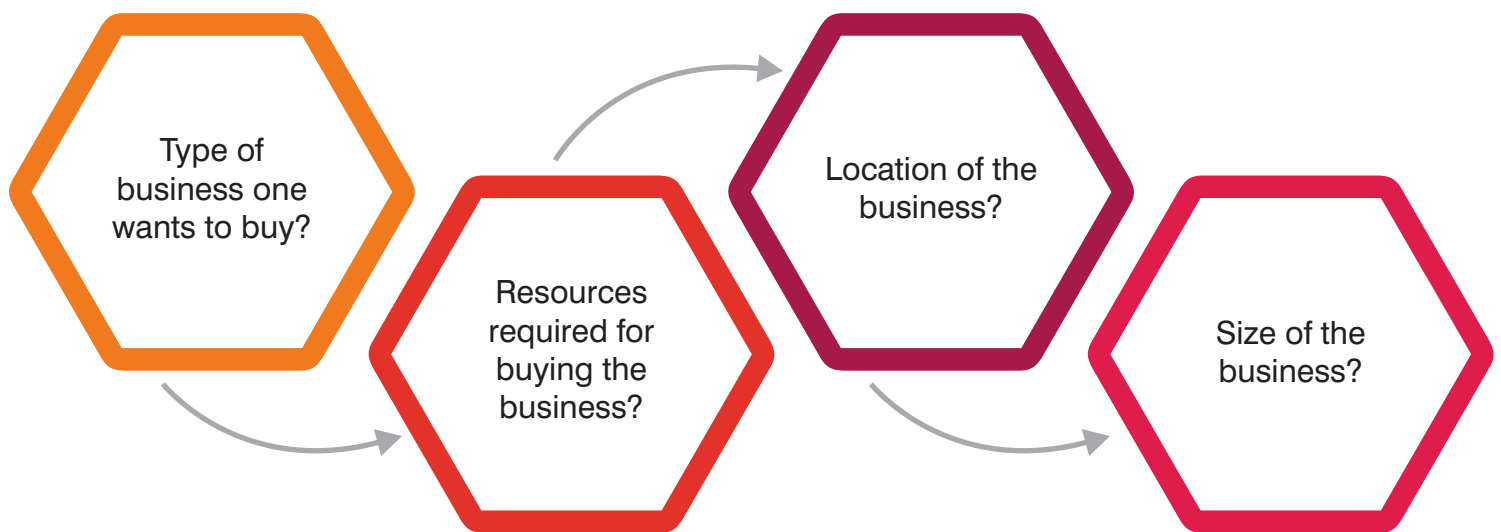 Type of
business one
wants to buy?
Resources
required for
buying the
business?
Location of the
business?
Size of the
business?